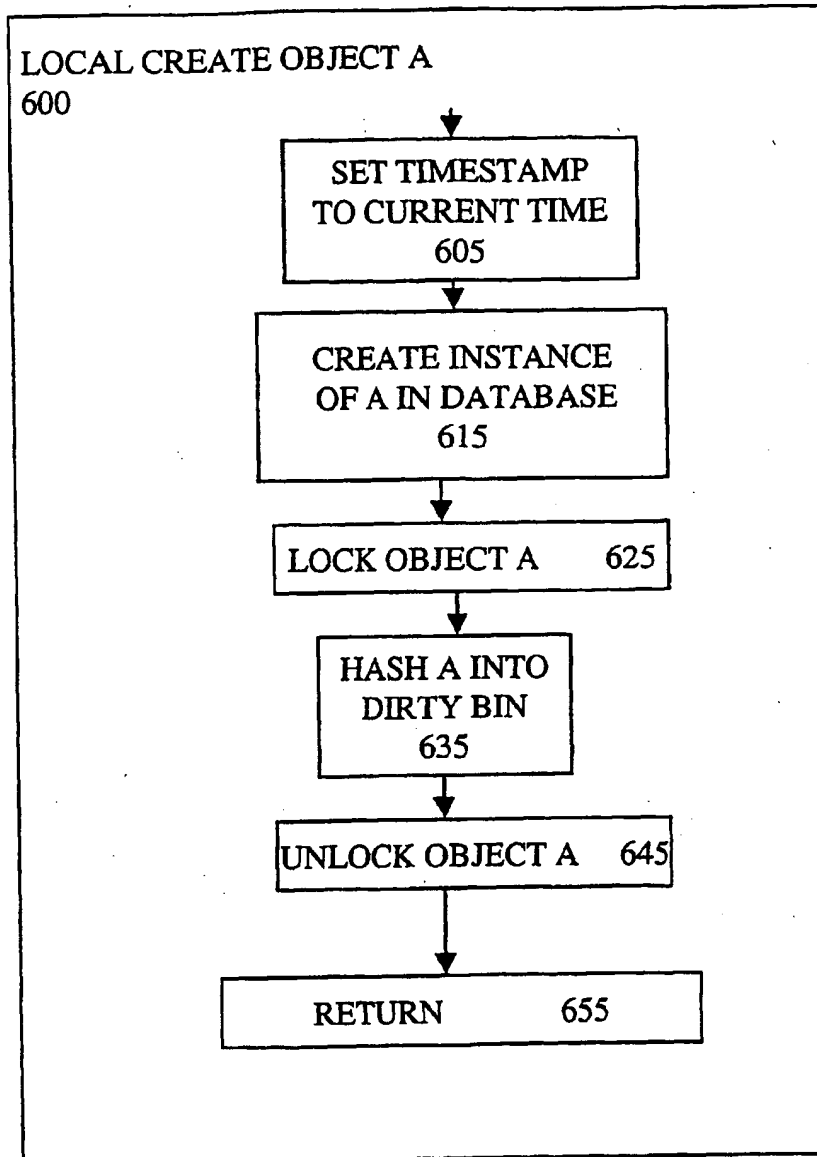 LOCAL CREATE OBJECT A
600
SET TIMESTAMP
TO CURRENT TIME
605
CREATE INSTANCE
OF A IN DATABASE
615
LOCK OBJECT A 625
HASH A INTO
DIRTY BIN
635
UNLOCK OBJECT A 645
RETURN 655